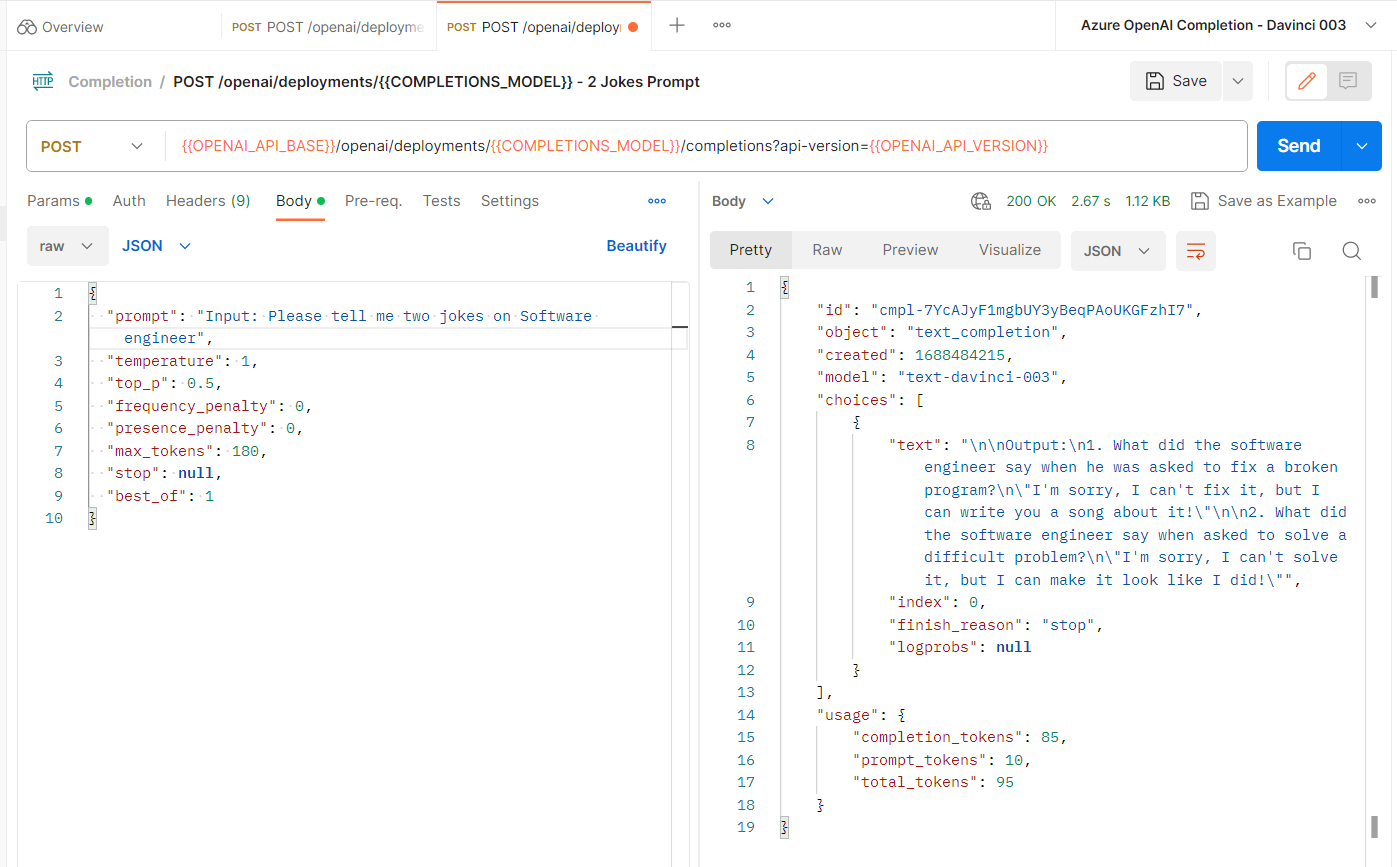 Overview
POST POST /openai/deployme
POST POST /openai/deploy
Azure OpenAI Completion - Davinci 003
HTTP Completion / POST /openai/deployments/{{COMPLETIONS_MODEL}} - 2 Jokes Prompt
Save
POST {{OPENAI_API_BASE}}/openai/deployments/{{COMPLETIONS_MODEL}}/completions?api-version={{OPENAI_API_VERSION}}
Send
Params Auth Headers (9) Body Pre-req. Tests Settings
raw JSON Beautify
1 {
2 "prompt": "Input: Please tell me two jokes on Software
engineer",
3 "temperature": 1,
4 "top_p": 0.5,
5 "frequency_penalty": 0,
6 "presence_penalty": 0,
7 "max_tokens": 180,
8 "stop": null,
9 "best_of": 1
10 }
Body 200 OK 2.67 s 1.12 KB Save as Example
Pretty Raw Preview Visualize JSON
1 {
2 "id": "cmpl-7YcAJyF1mgbUY3yBeqPAoUKGFzhI7",
3 "object": "text_completion",
4 "created": 1688484215,
5 "model": "text-davinci-003",
6 "choices": [
7 {
8 "text": "\n\nOutput:\n1. What did the software
engineer say when he was asked to fix a broken
program?\n\"I'm sorry, I can't fix it, but I
can write you a song about it!\"\n\n2. What did
the software engineer say when asked to solve a
difficult problem?\n\"I'm sorry, I can't solve
it, but I can make it look like I did!\"",
9 "index": 0,
10 "finish_reason": "stop",
11 "logprobs": null
12 }
13 ],
14 "usage": {
15 "completion_tokens": 85,
16 "prompt_tokens": 10,
17 "total_tokens": 95
18 }
19 }